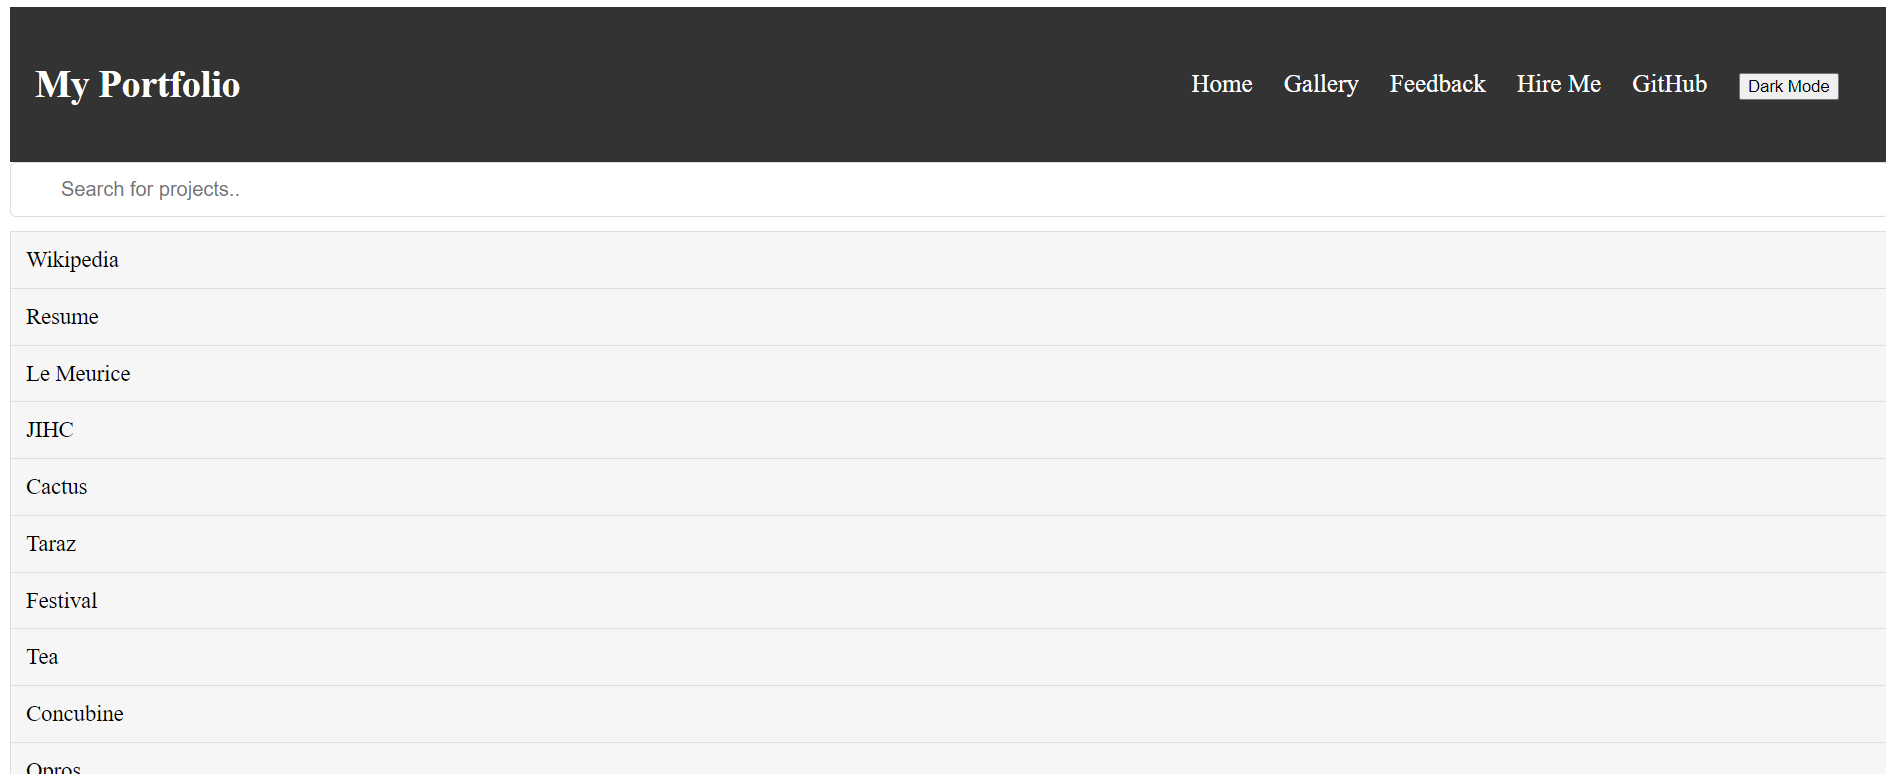 My Portfolio
Home Gallery Feedback Hire Me GitHub Dark Mode
Search for projects..
Wikipedia
Resume
Le Meurice
JIHC
Cactus
Taraz
Festival
Tea
Concubine
Opros